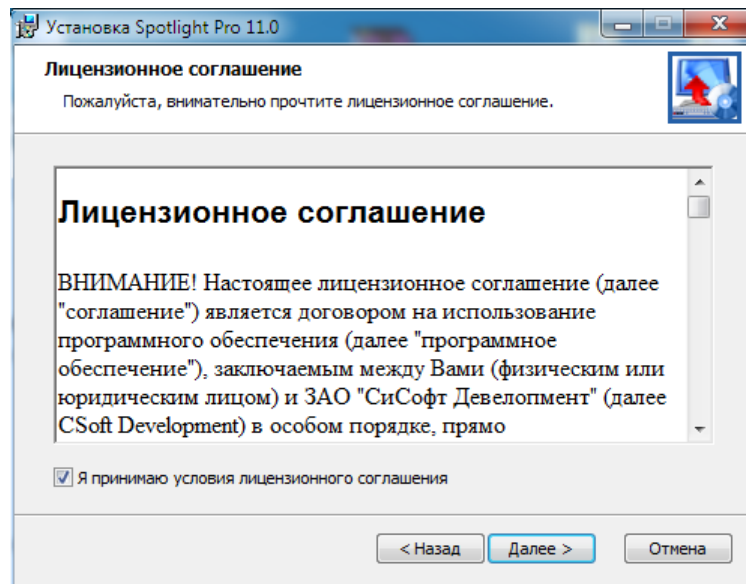 Установка Spotlight Pro 11.0
Лицензионное соглашение
Пожалуйста, внимательно прочтите лицензионное соглашение.
Лицензионное соглашение
ВНИМАНИЕ! Настоящее лицензионное соглашение (далее
"соглашение") является договором на использование
программного обеспечения (далее "программное
обеспечение"), заключаемым между Вами (физическим или
юридическим лицом) и ЗАО "СиСофт Девелопмент" (далее
CSoft Development) в особом порядке, прямо
Я принимаю условия лицензионного соглашения
< Назад
Далее >
Отмена